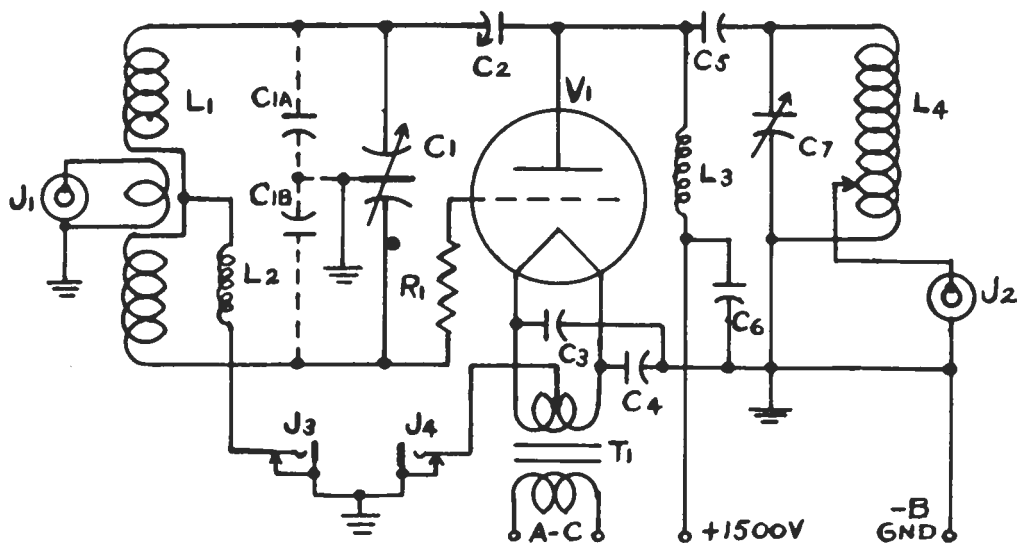 L1
J1
C1A
C1B
C1
L2
R1
C2
V1
C3
C4
T1
A-C
J3
J4
L3
C5
C6
C7
L4
J2
+1500V
-B
GND